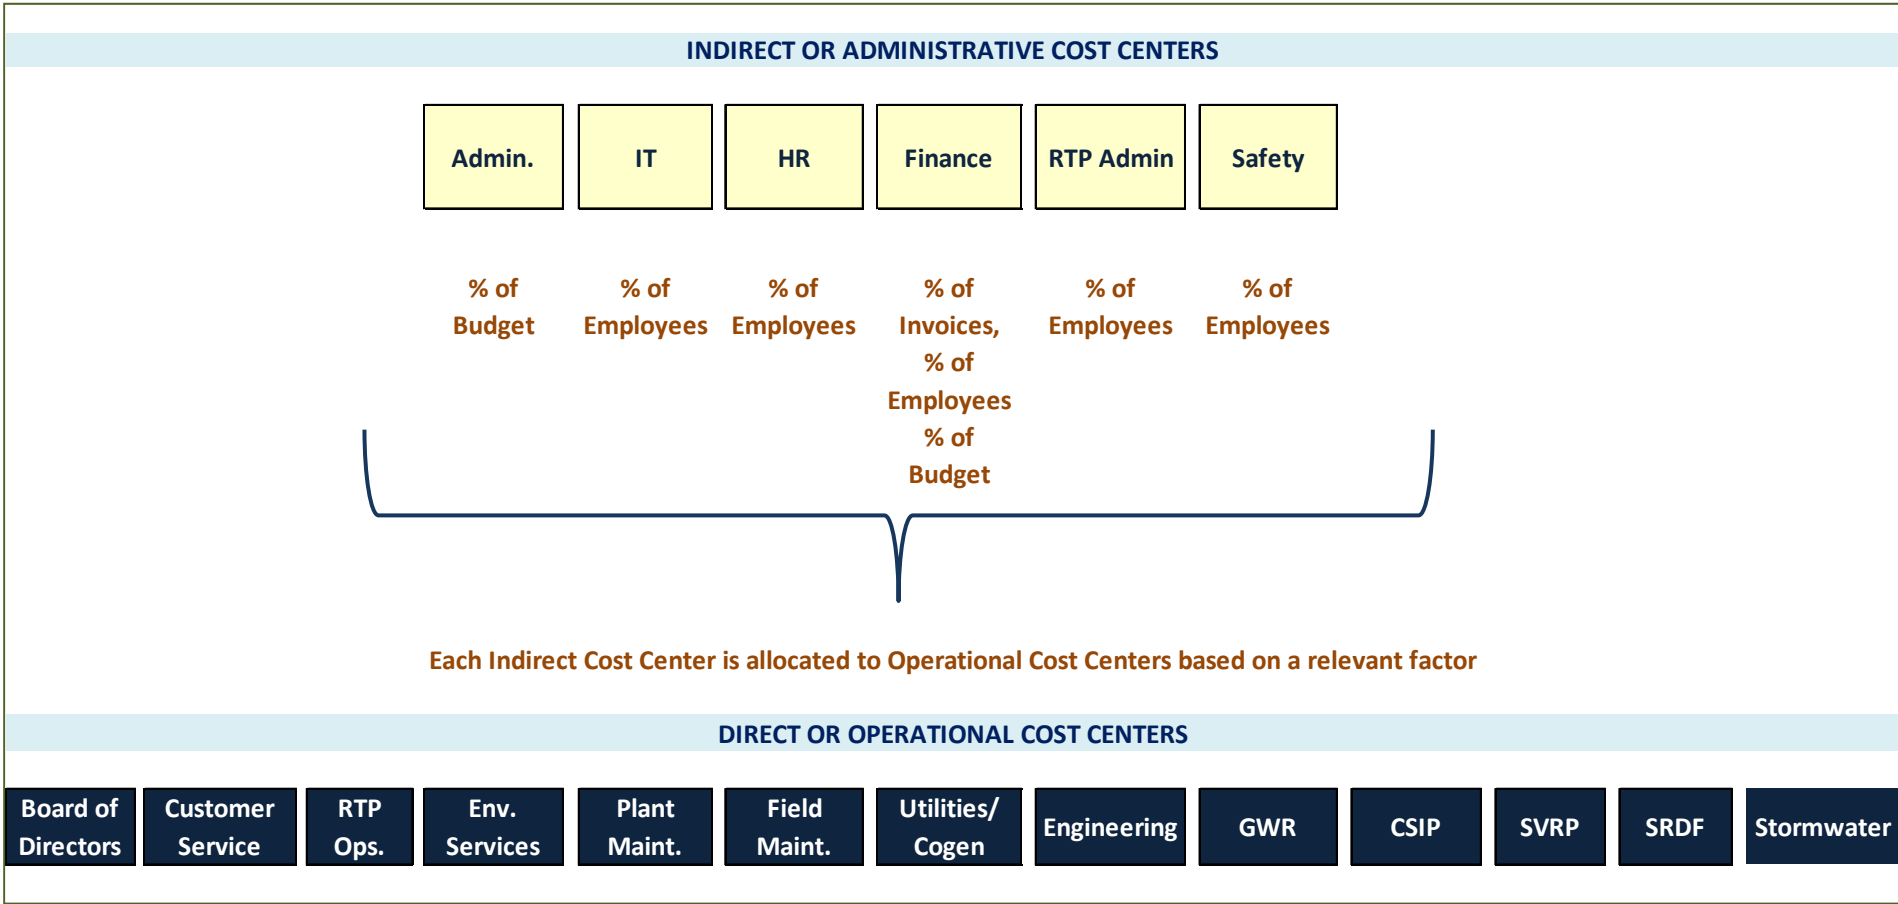 INDIRECT OR ADMINISTRATIVE COST CENTERS
Admin.
IT
HR
Finance
RTP Admin
Safety
% of
Budget
% of
Employees
% of
Employees
% of
Invoices,
% of
Employees
% of
Budget
% of
Employees
% of
Employees
Each Indirect Cost Center is allocated to Operational Cost Centers based on a relevant factor
DIRECT OR OPERATIONAL COST CENTERS
Board of
Directors
Customer
Service
RTP
Ops.
Env.
Services
Plant
Maint.
Field
Maint.
Utilities/
Cogen
Engineering
GWR
CSIP
SVRP
SRDF
Stormwater